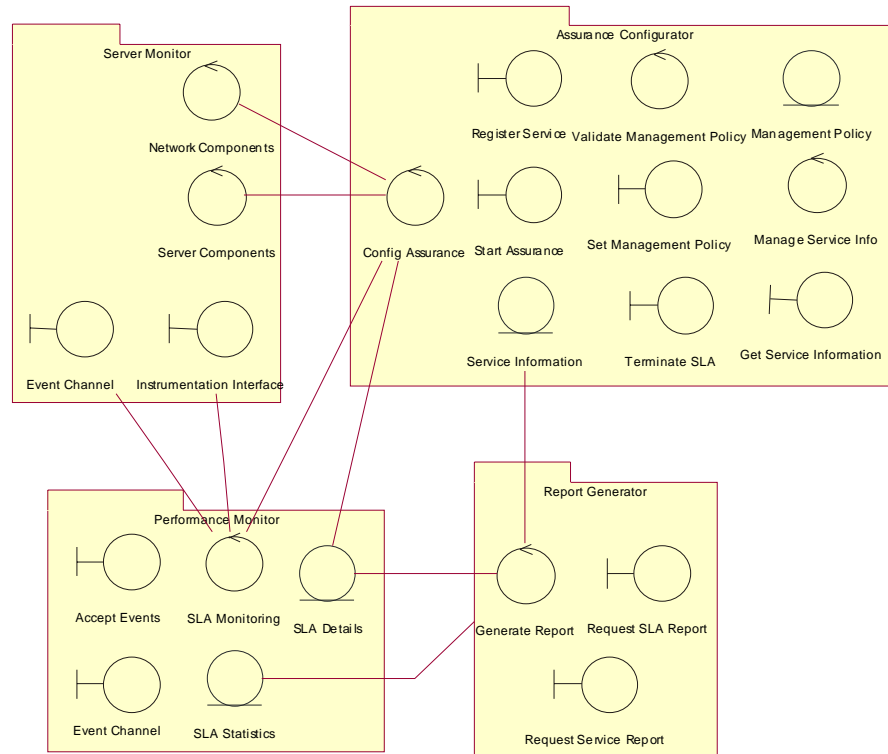 Server Monitor
Assurance Configurator
Network Components
Register Service
Validate Management Policy
Management Policy
Server Components
Config Assurance
Start Assurance
Set Management Policy
Manage Service Info
Event Channel
Instrumentation Interface
Service Information
Terminate SLA
Get Service Information
Performance Monitor
Report Generator
Accept Events
SLA Monitoring
SLA Details
Generate Report
Request SLA Report
Event Channel
SLA Statistics
Request Service Report